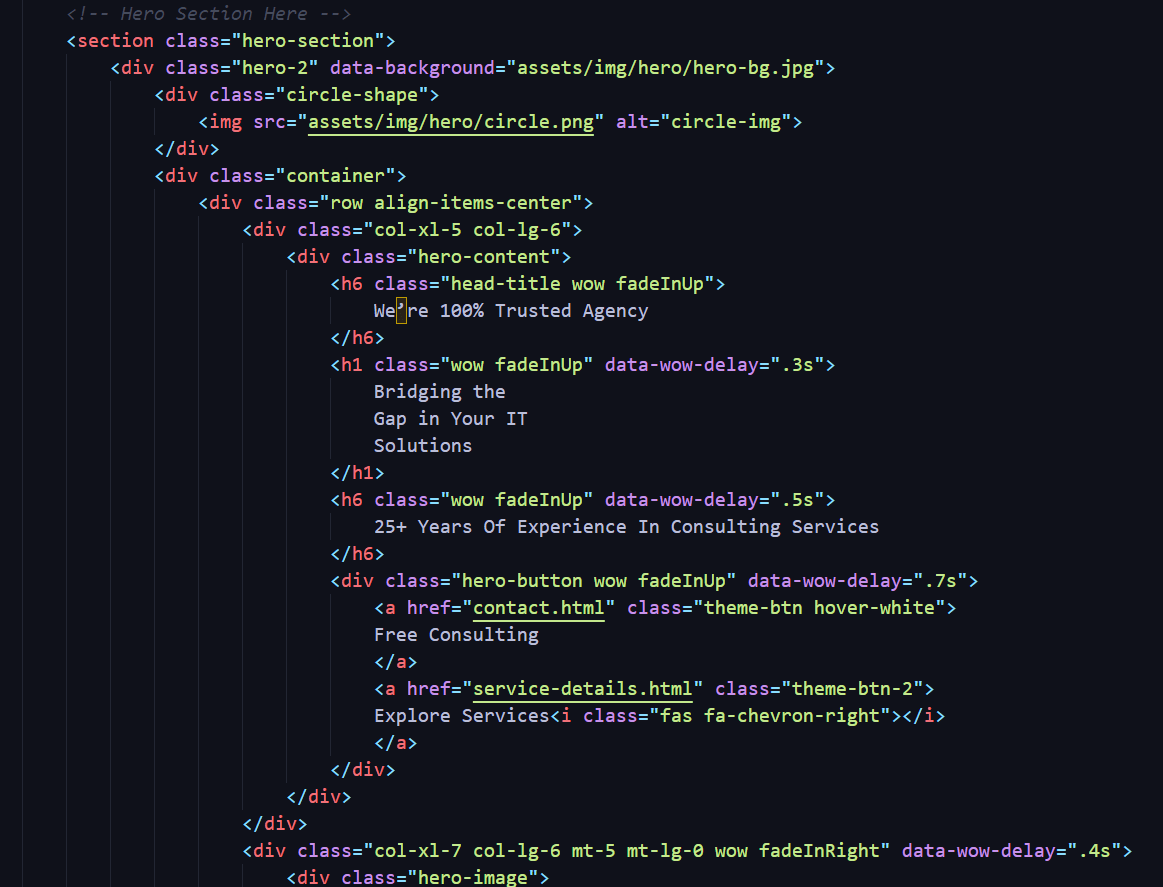 <!-- Hero Section Here -->
<section class="hero-section">
<div class="hero-2" data-background="assets/img/hero/hero-bg.jpg">
<div class="circle-shape">
<img src="assets/img/hero/circle.png" alt="circle-img">
</div>
<div class="container">
<div class="row align-items-center">
<div class="col-xl-5 col-lg-6">
<div class="hero-content">
<h6 class="head-title wow fadeInUp">
We’re 100% Trusted Agency
</h6>
<h1 class="wow fadeInUp" data-wow-delay=".3s">
Bridging the
Gap in Your IT
Solutions
</h1>
<h6 class="wow fadeInUp" data-wow-delay=".5s">
25+ Years Of Experience In Consulting Services
</h6>
<div class="hero-button wow fadeInUp" data-wow-delay=".7s">
<a href="contact.html" class="theme-btn hover-white">
Free Consulting
</a>
<a href="service-details.html" class="theme-btn-2">
Explore Services<i class="fas fa-chevron-right"></i>
</a>
</div>
</div>
</div>
<div class="col-xl-7 col-lg-6 mt-5 mt-lg-0 wow fadeInRight" data-wow-delay=".4s">
<div class="hero-image">